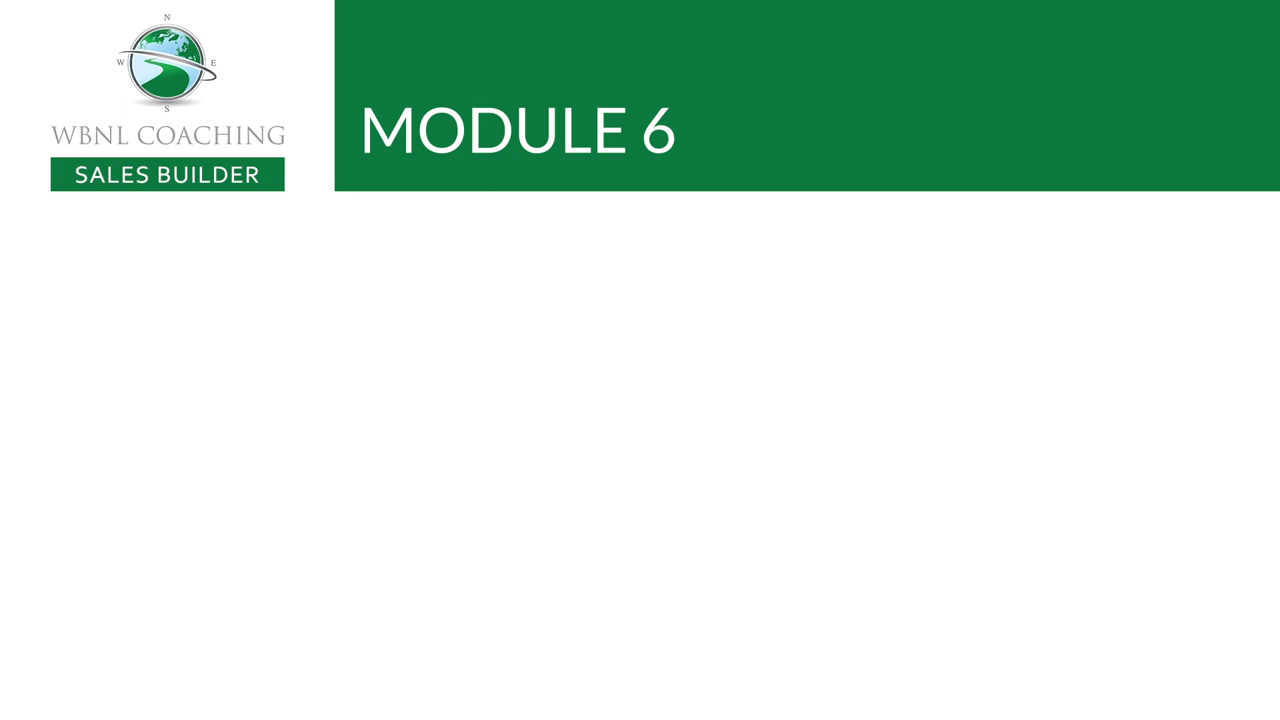 N
W E
S
WBNL COACHING
SALES BUILDER
MODULE 6